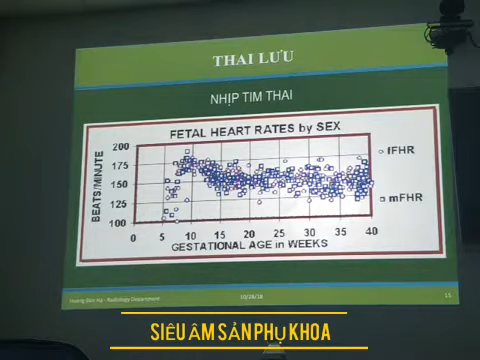 THAI LƯU
NHỊP TIM THAI
FETAL HEART RATES by SEX
BEATS/MINUTE
200
175
150
125
100
0 5 10 15 20 25 30 35 40
GESTATIONAL AGE in WEEKS
fFHR
mFHR
Radiology Department
10/28/18
15
SIÊU ÂM SẢN PHỤ KHOA